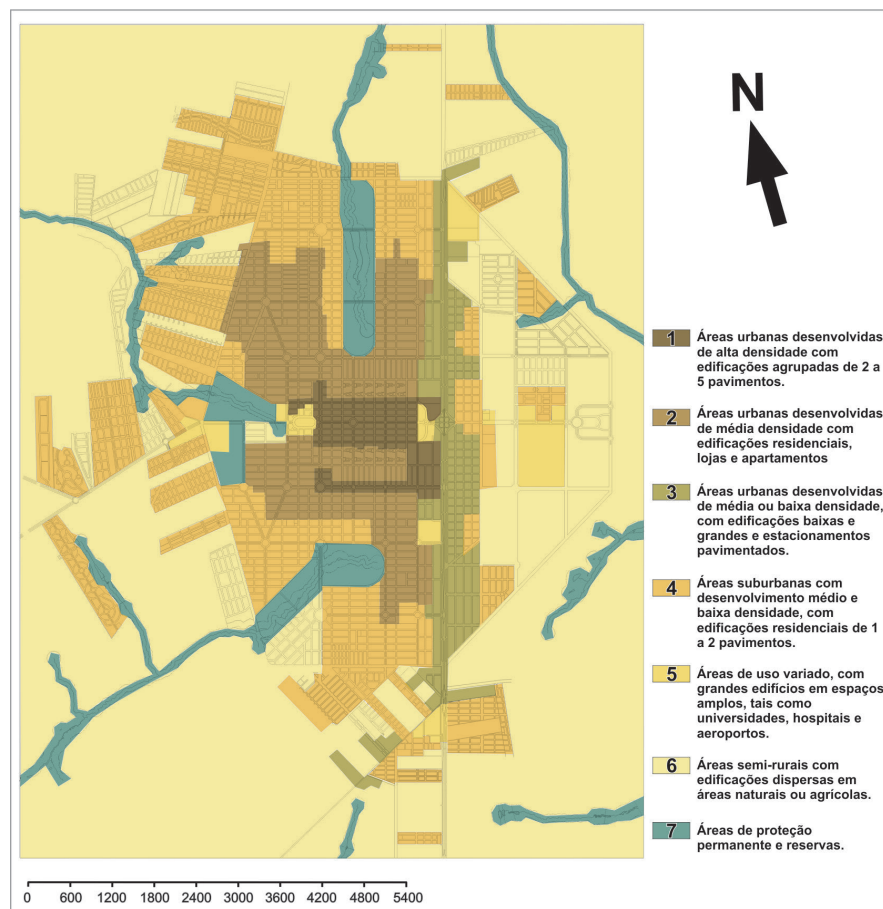 N
1 Áreas urbanas desenvolvidas
de alta densidade com
edificações agrupadas de 2 a
5 pavimentos.
2 Áreas urbanas desenvolvidas
de média densidade com
edificações residenciais,
lojas e apartamentos
3 Áreas urbanas desenvolvidas
de média ou baixa densidade,
com edificações baixas e
grandes e estacionamentos
pavimentados.
4 Áreas suburbanas com
desenvolvimento médio e
baixa densidade, com
edificações residenciais de 1
a 2 pavimentos.
5 Áreas de uso variado, com
grandes edifícios em espaços
amplos, tais como
universidades, hospitais e
aeroportos.
6 Áreas semi-rurais com
edificações dispersas em
áreas naturais ou agrícolas.
7 Áreas de proteção
permanente e reservas.
0 600 1200 1800 3000 3600 4200 4800 5400